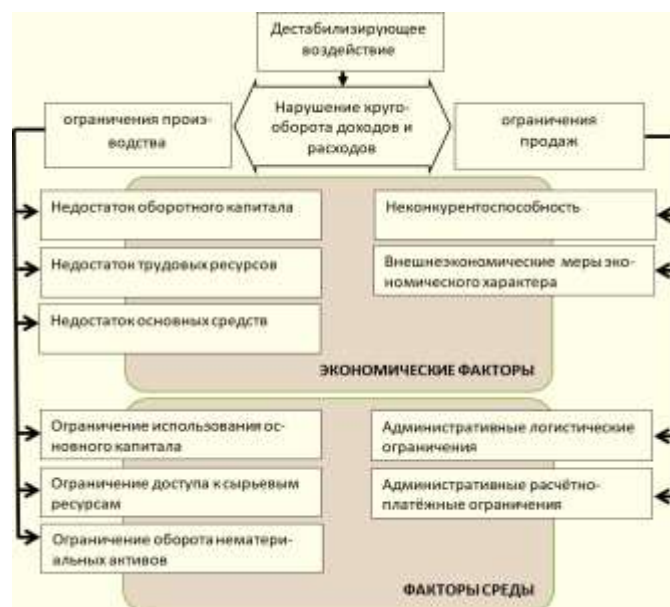 Дестабилизирующее
воздействие
ограничения произ-
водства
Нарушение круго-
оборота доходов и
расходов
ограничения
продаж
Недостаток оборотного капитала
Неконкурентоспособность
Недостаток трудовых ресурсов
Внешнеэкономические меры эко-
номического характера
Недостаток основных средств
ЭКОНОМИЧЕСКИЕ ФАКТОРЫ
Ограничение использования ос-
новного капитала
Административные логистические
ограничения
Ограничение доступа к сырьевым
ресурсам
Административные расчётно-
платёжные ограничения
Ограничение оборота нематери-
альных активов
ФАКТОРЫ СРЕДЫ